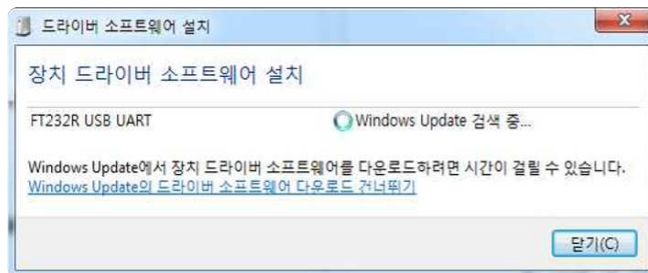 드라이버 소프트웨어 설치
장치 드라이버 소프트웨어 설치
FT232R USB UART
Windows Update 검색 중...
Windows Update에서 장치 드라이버 소프트웨어를 다운로드하려면 시간이 걸릴 수 있습니다.
Windows Update의 드라이버 소프트웨어 다운로드 건너뛰기
닫기(C)